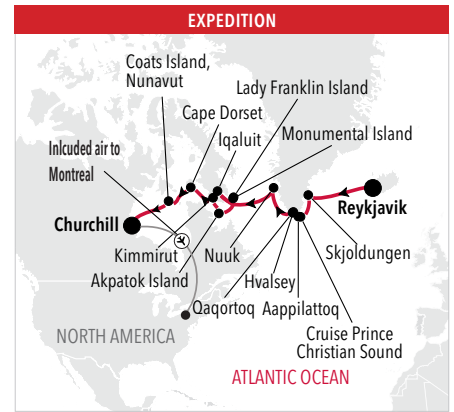 EXPEDITION
Coats Island,
Nunavut
Lady Franklin Island
Cape Dorset
Iqaluit
Monumental Island
Inlcuded air to
Montreal
Churchill
Reykjavik
Kimmirut
Nuuk
Skjoldungen
Akpatok Island
Hvalsey
Qaqortoq
Aappilattoq
Cruise Prince
Christian Sound
NORTH AMERICA
ATLANTIC OCEAN